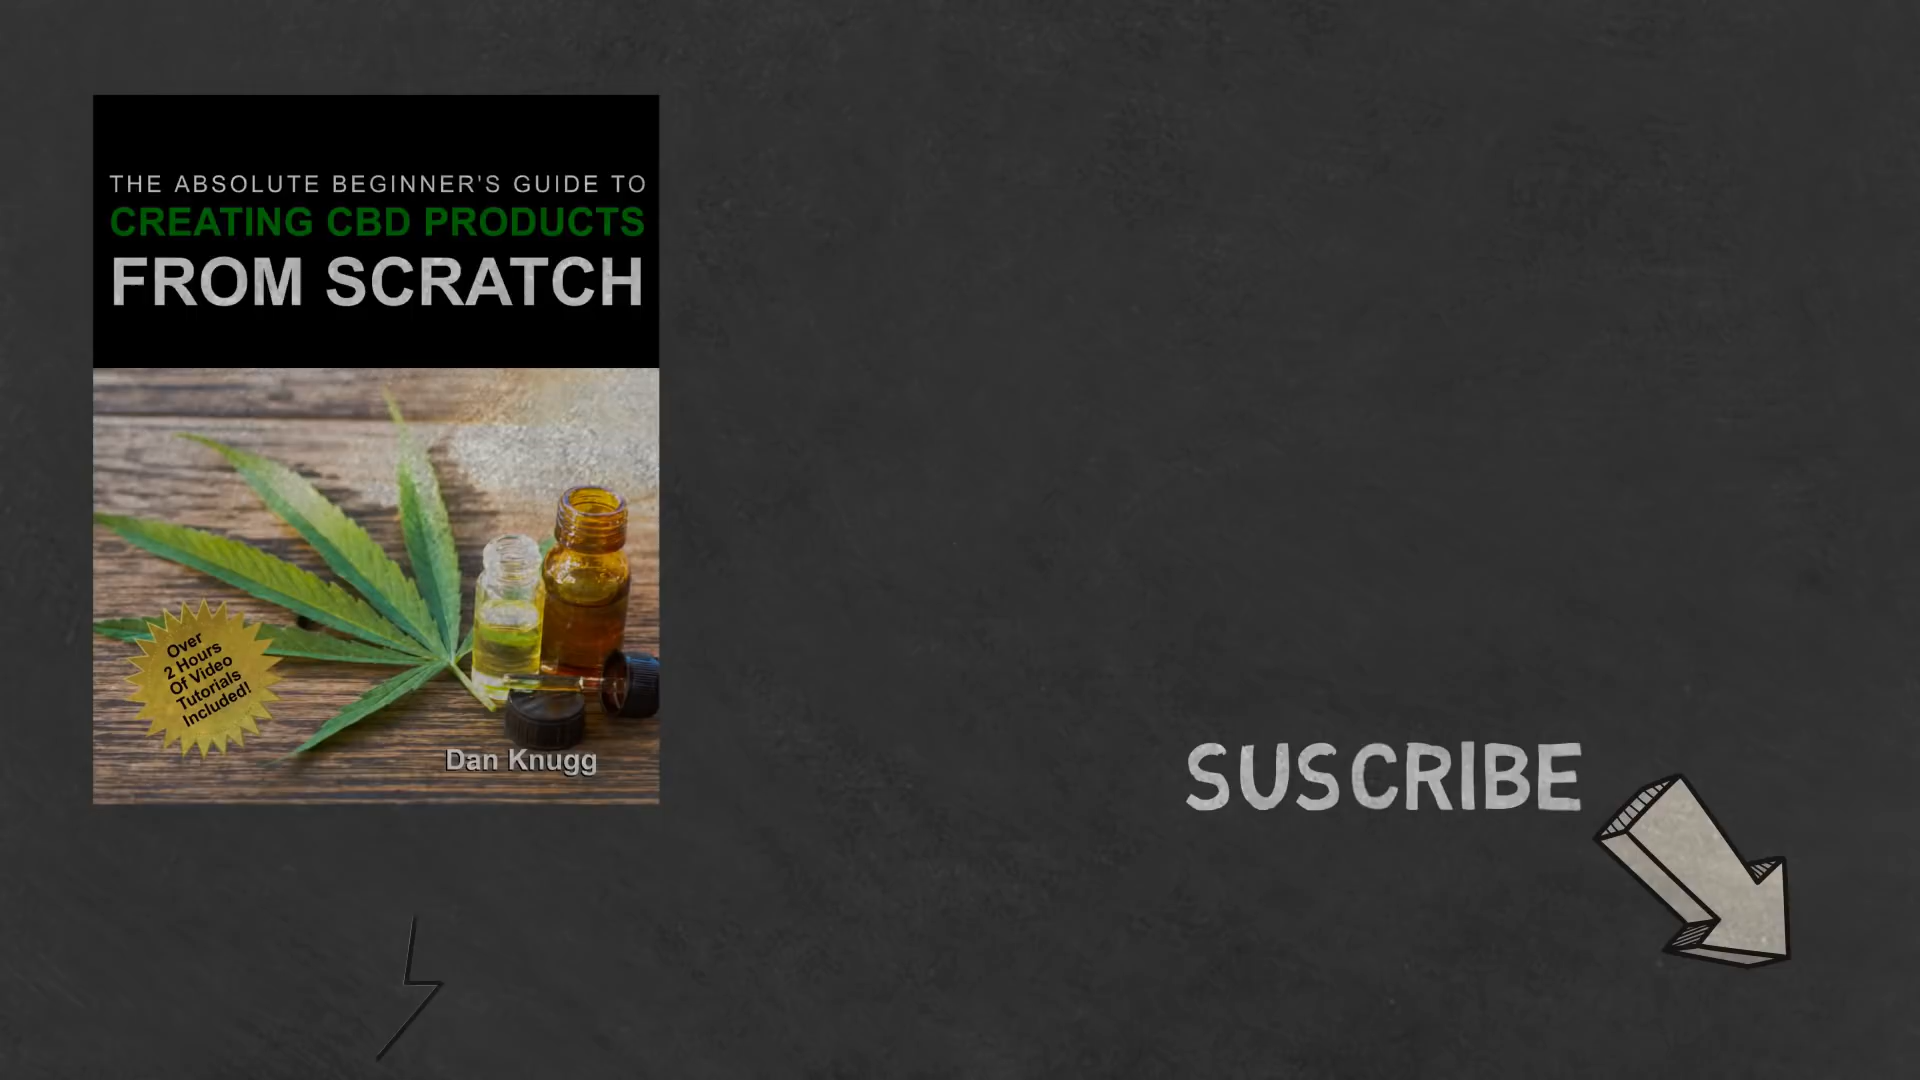 THE ABSOLUTE BEGINNER'S GUIDE TO
CREATING CBD PRODUCTS
FROM SCRATCH
Over
2 Hours
Of Video
Tutorials
Included!
Dan Knugg
SUSCRIBE